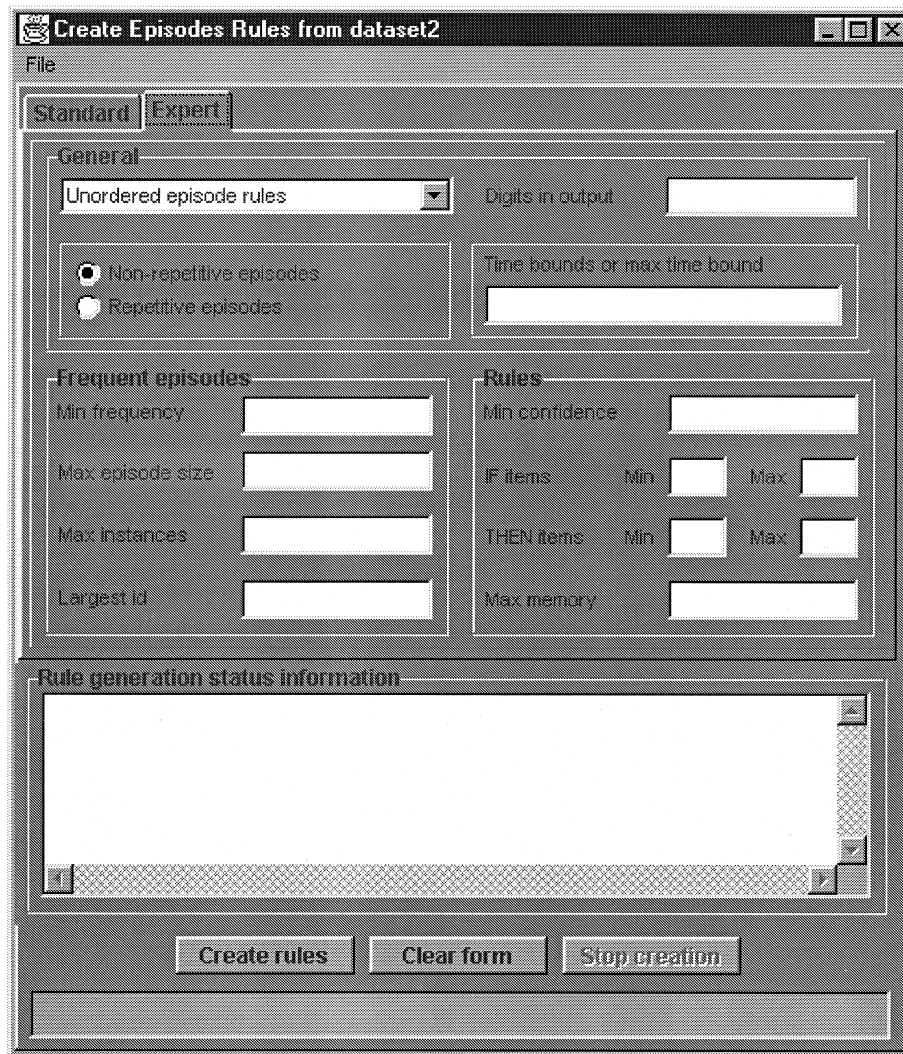 Create Episodes Rules from dataset2
File
Standard Expert
General
Unordered episode rules
Digits in output
Non-repetitive episodes
Repetitive episodes
Time bounds or max time bound
Frequent episodes
Min frequency
Max episode size
Max instances
Largest id
Rules
Min confidence
IF items Min Max
THEN items Min Max
Max memory
Rule generation status information
Create rules Clear form Stop creation